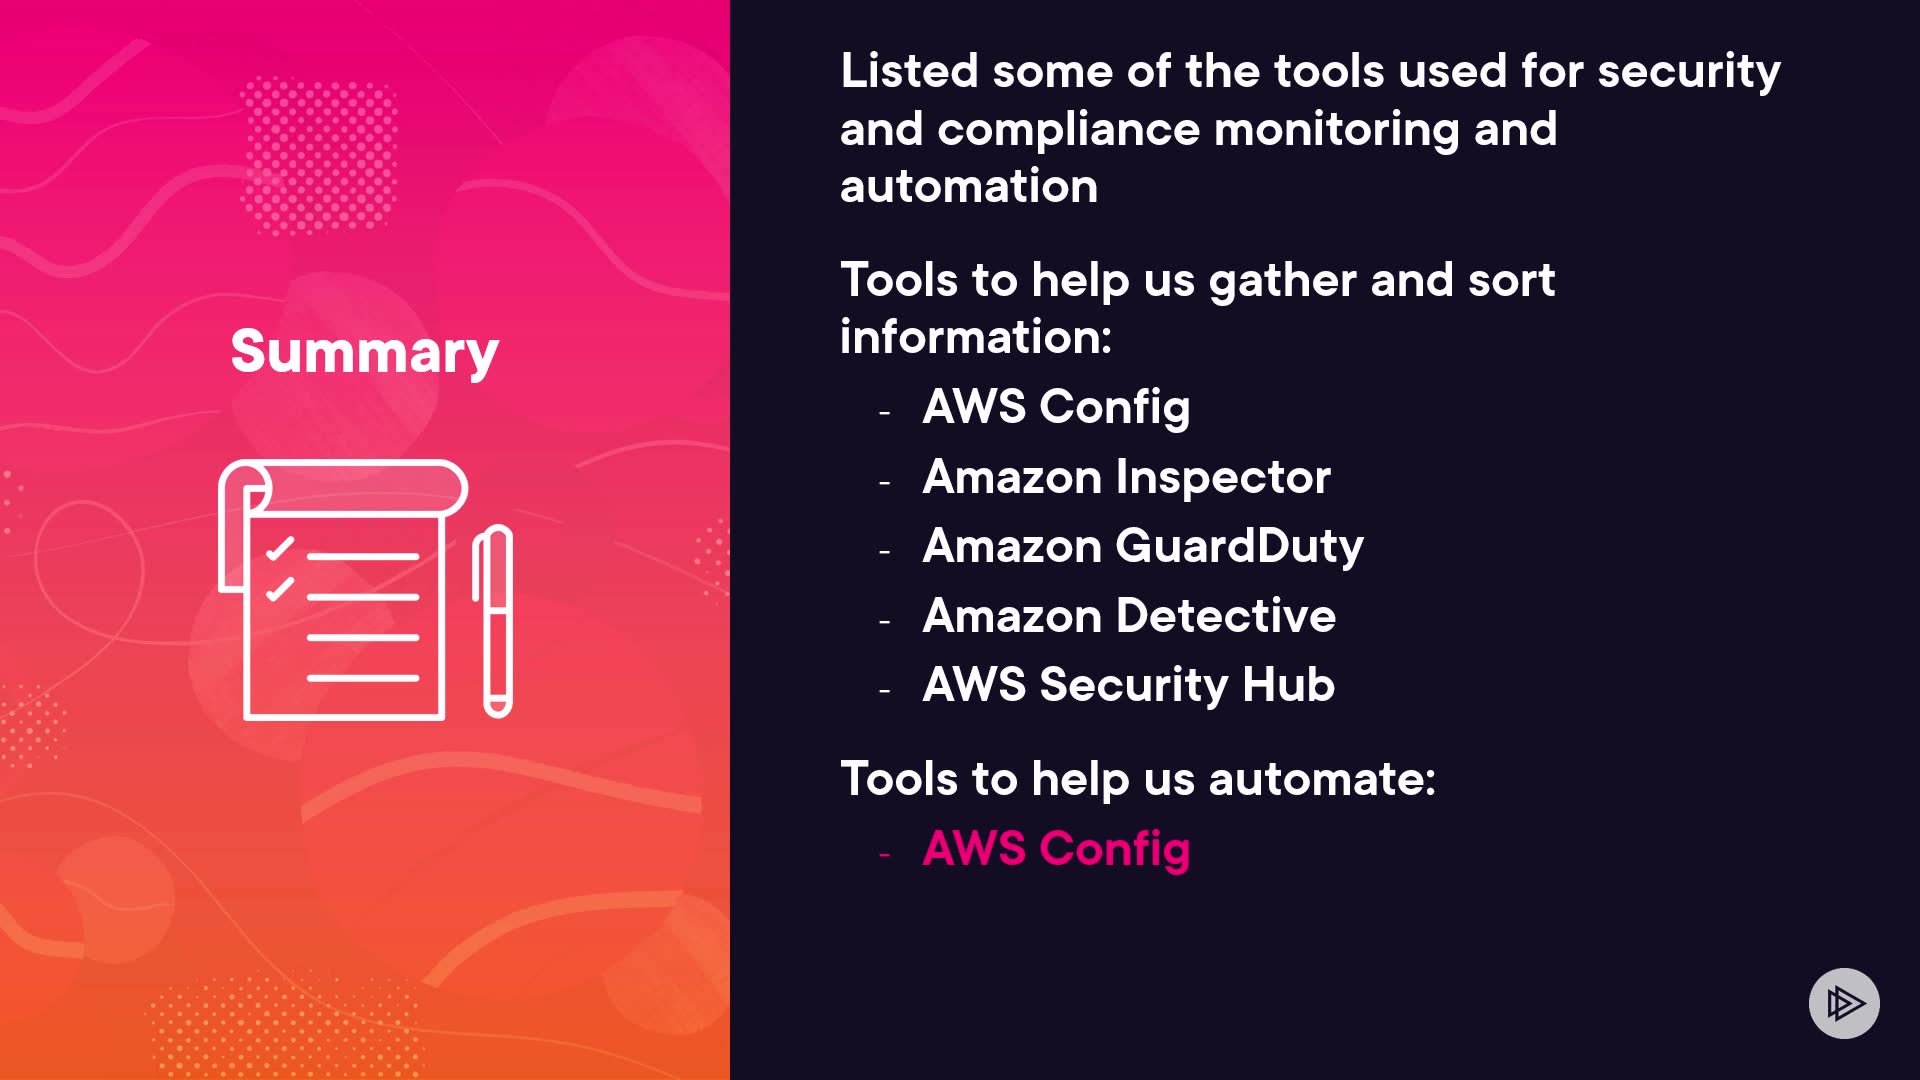 Summary
Listed some of the tools used for security
and compliance monitoring and
automation
Tools to help us gather and sort
information:
- AWS Config
- Amazon Inspector
- Amazon GuardDuty
- Amazon Detective
- AWS Security Hub
Tools to help us automate:
- AWS Config